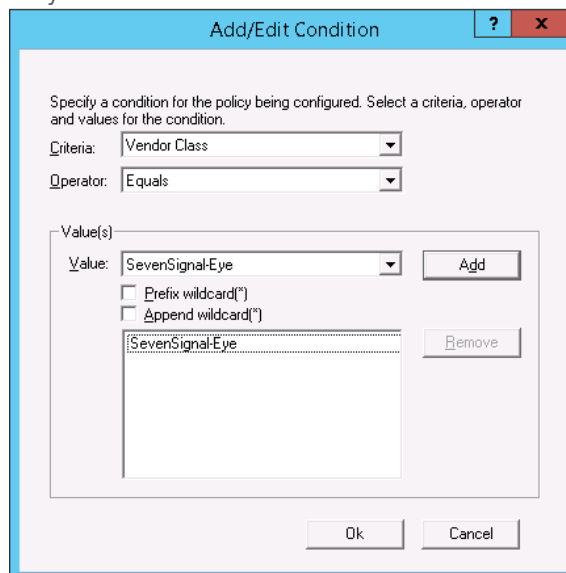 Add/Edit Condition
? x
Specify a condition for the policy being configured. Select a criteria, operator
and values for the condition.
Criteria: Vendor Class
Operator: Equals
Value(s)
Value: SevenSignal-Eye Add
Prefix wildcard(*)
Append wildcard(*)
SevenSignal-Eye Remove
Ok Cancel